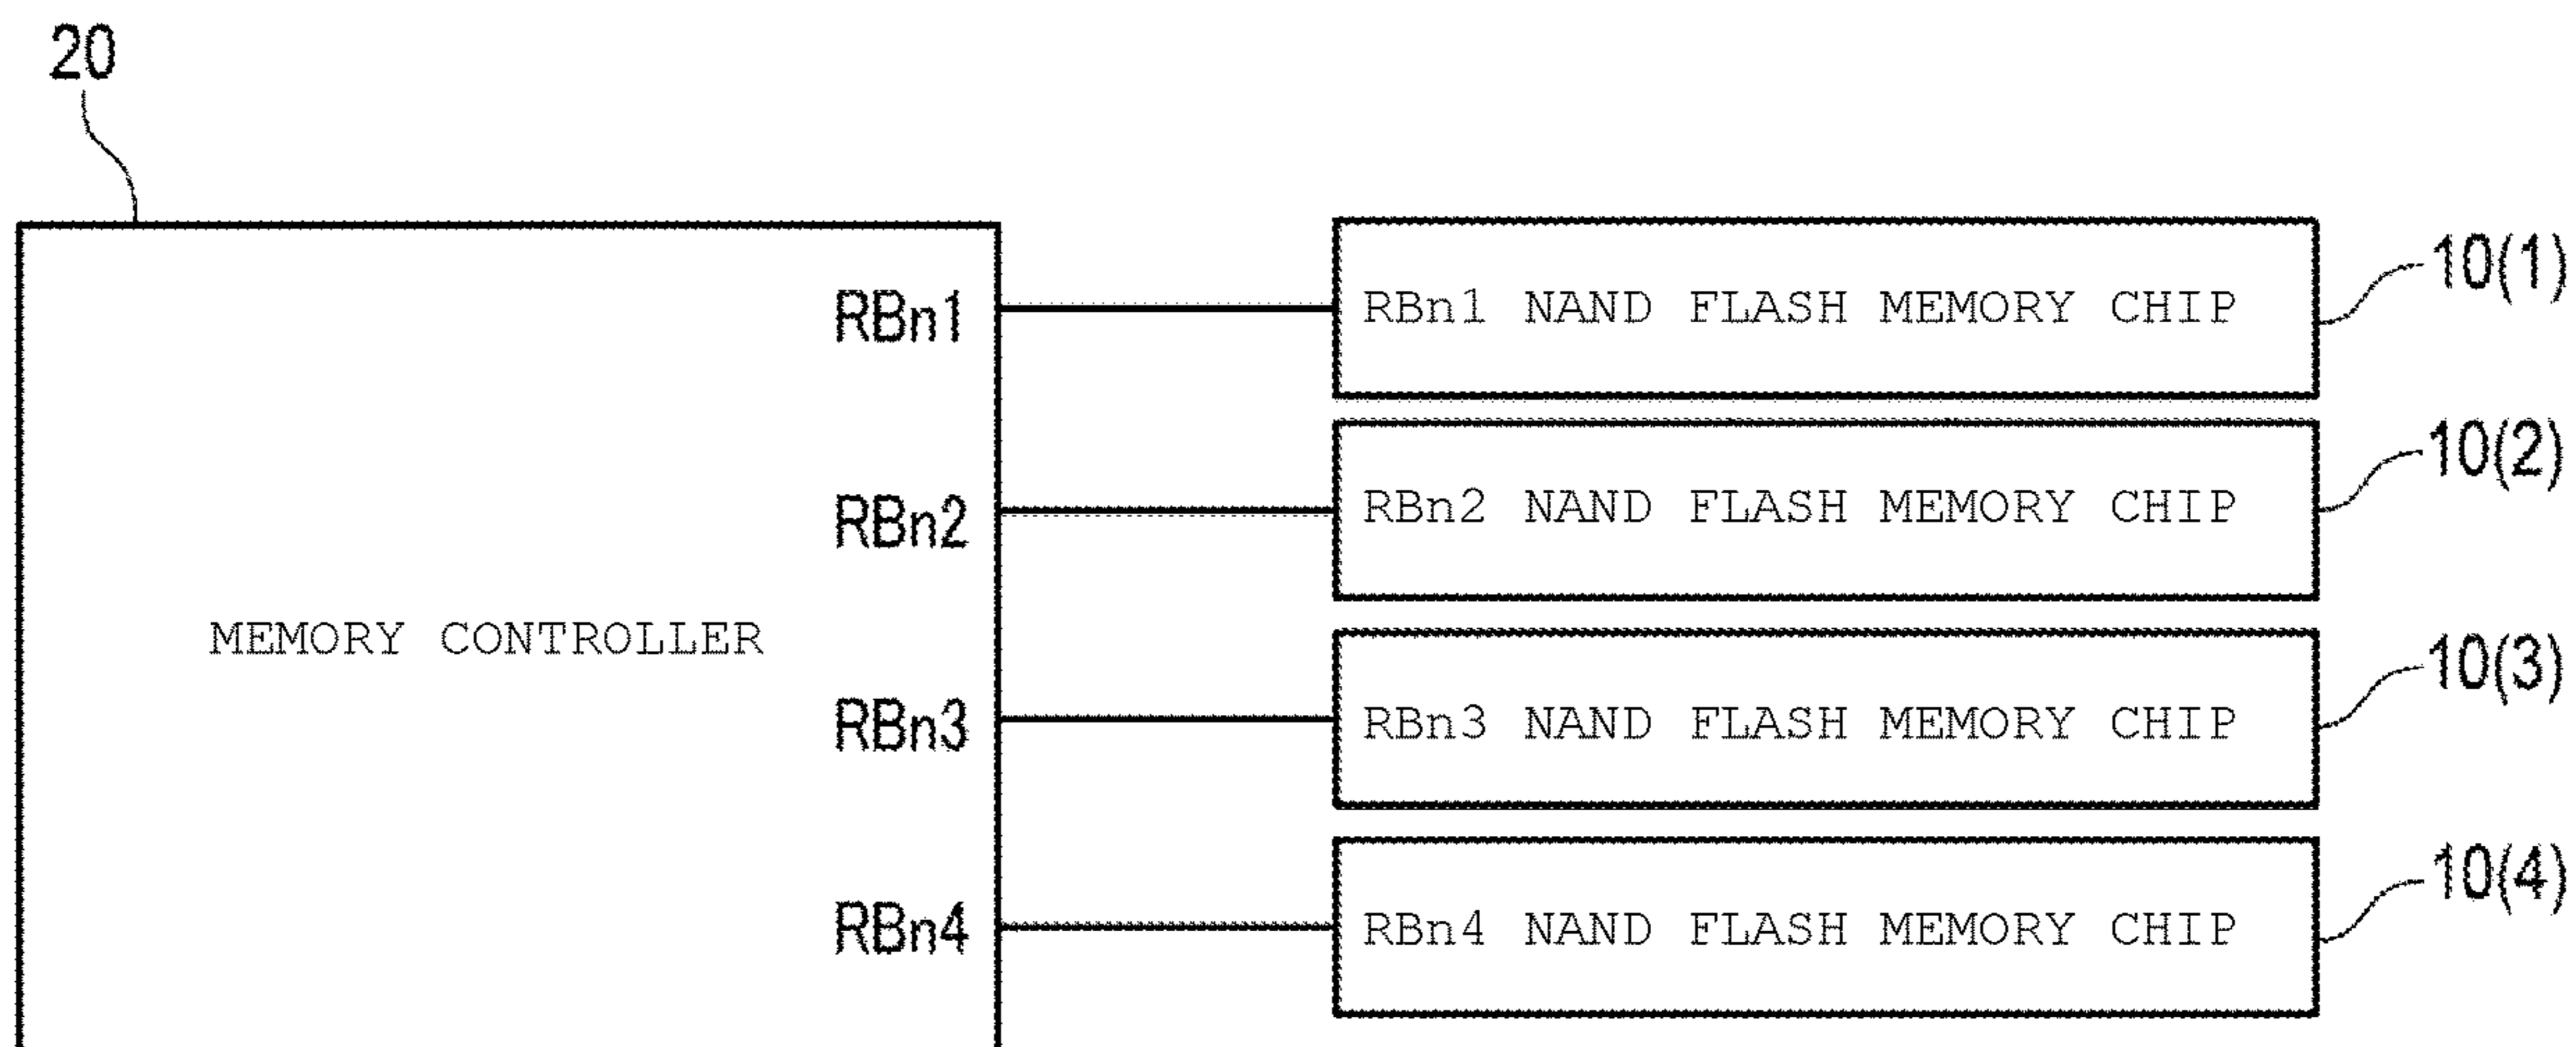 20
RBn1 RBn1 NAND FLASH MEMORY CHIP 10(1)
RBn2 RBn2 NAND FLASH MEMORY CHIP 10(2)
MEMORY CONTROLLER
RBn3 RBn3 NAND FLASH MEMORY CHIP 10(3)
RBn4 RBn4 NAND FLASH MEMORY CHIP 10(4)